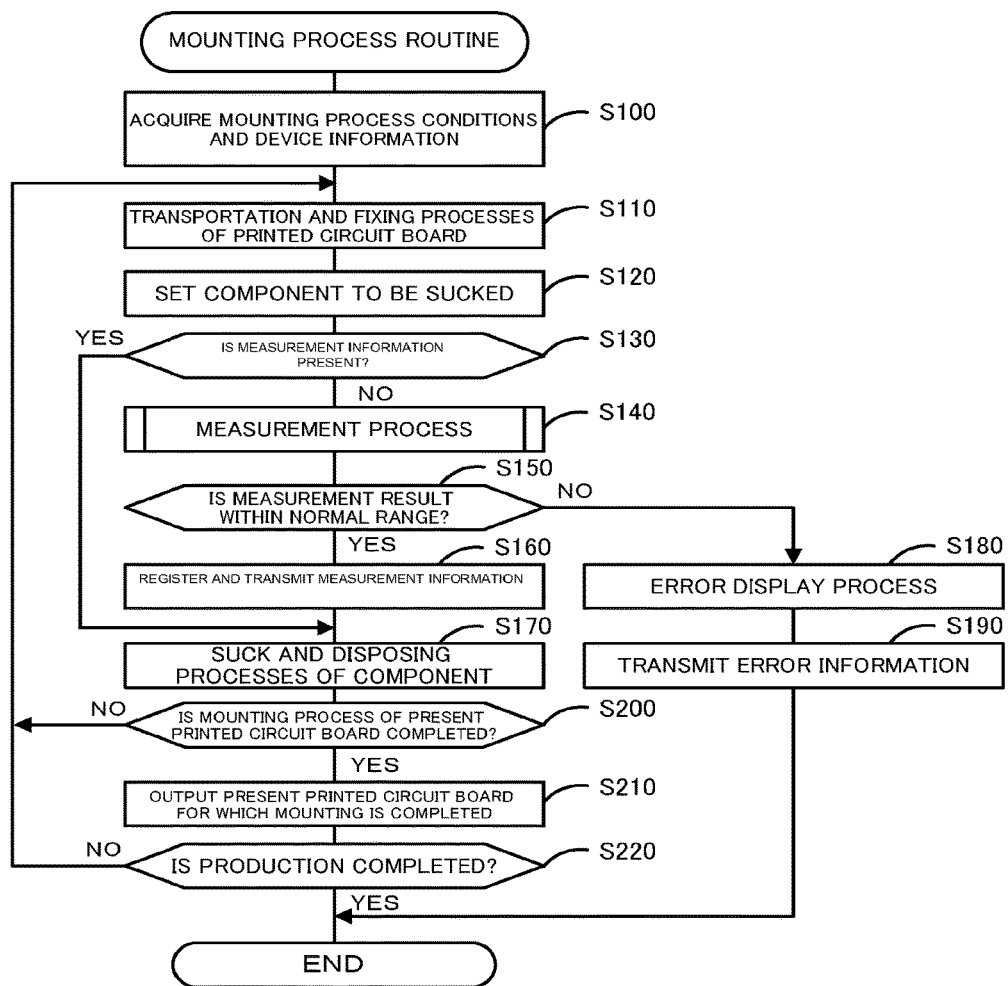 MOUNTING PROCESS ROUTINE
ACQUIRE MOUNTING PROCESS CONDITIONS
AND DEVICE INFORMATION
S100
TRANSPORTATION AND FIXING PROCESSES
OF PRINTED CIRCUIT BOARD
S110
SET COMPONENT TO BE SUCKED
S120
YES
IS MEASUREMENT INFORMATION
PRESENT?
S130
NO
MEASUREMENT PROCESS
S140
S150
IS MEASUREMENT RESULT
WITHIN NORMAL RANGE?
NO
YES
S160
REGISTER AND TRANSMIT MEASUREMENT INFORMATION
S180
ERROR DISPLAY PROCESS
S170
SUCK AND DISPOSING
PROCESSES OF COMPONENT
S190
TRANSMIT ERROR INFORMATION
NO
IS MOUNTING PROCESS OF PRESENT
PRINTED CIRCUIT BOARD COMPLETED?
S200
YES
OUTPUT PRESENT PRINTED CIRCUIT BOARD
FOR WHICH MOUNTING IS COMPLETED
S210
NO
IS PRODUCTION COMPLETED?
S220
YES
END